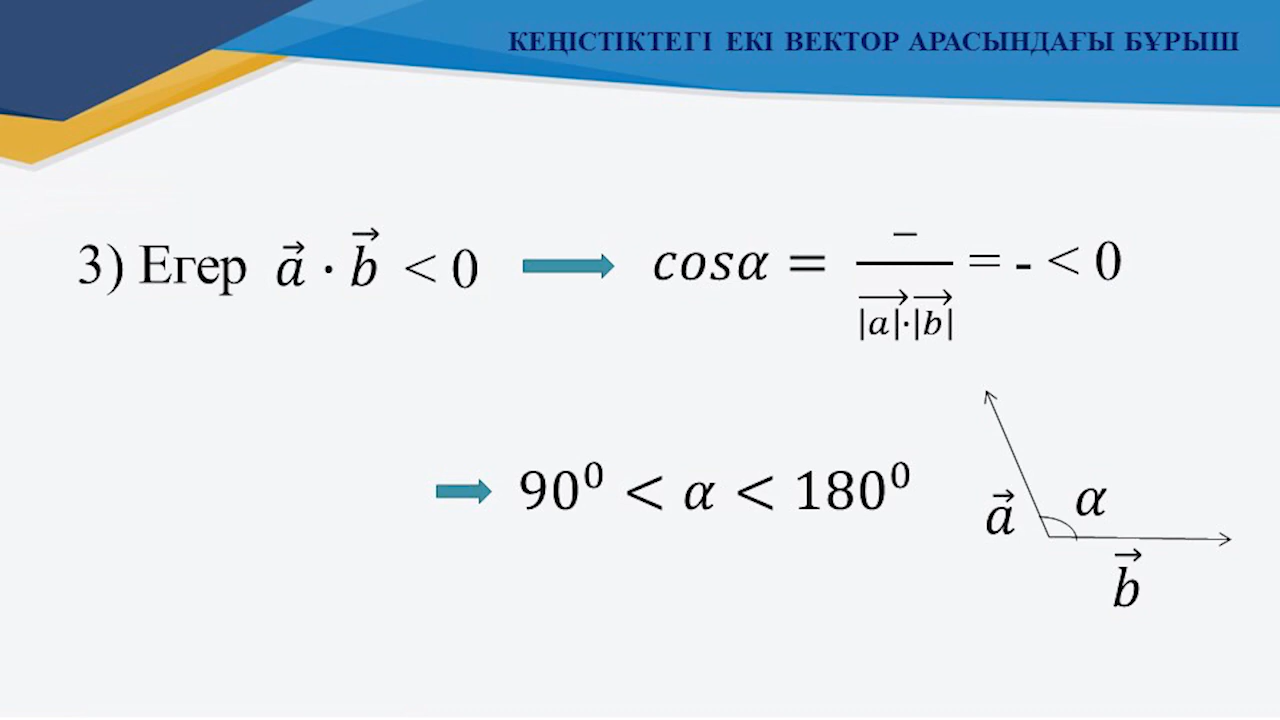 КЕҢІСТІКТЕГІ ЕКІ ВЕКТОР АРАСЫНДАҒЫ БҰРЫШ
3) Егер a⃗ · b⃗ < 0 cosα = −/(|a⃗|·|b⃗|) = - < 0
90⁰ < α < 180⁰
a⃗ α
b⃗